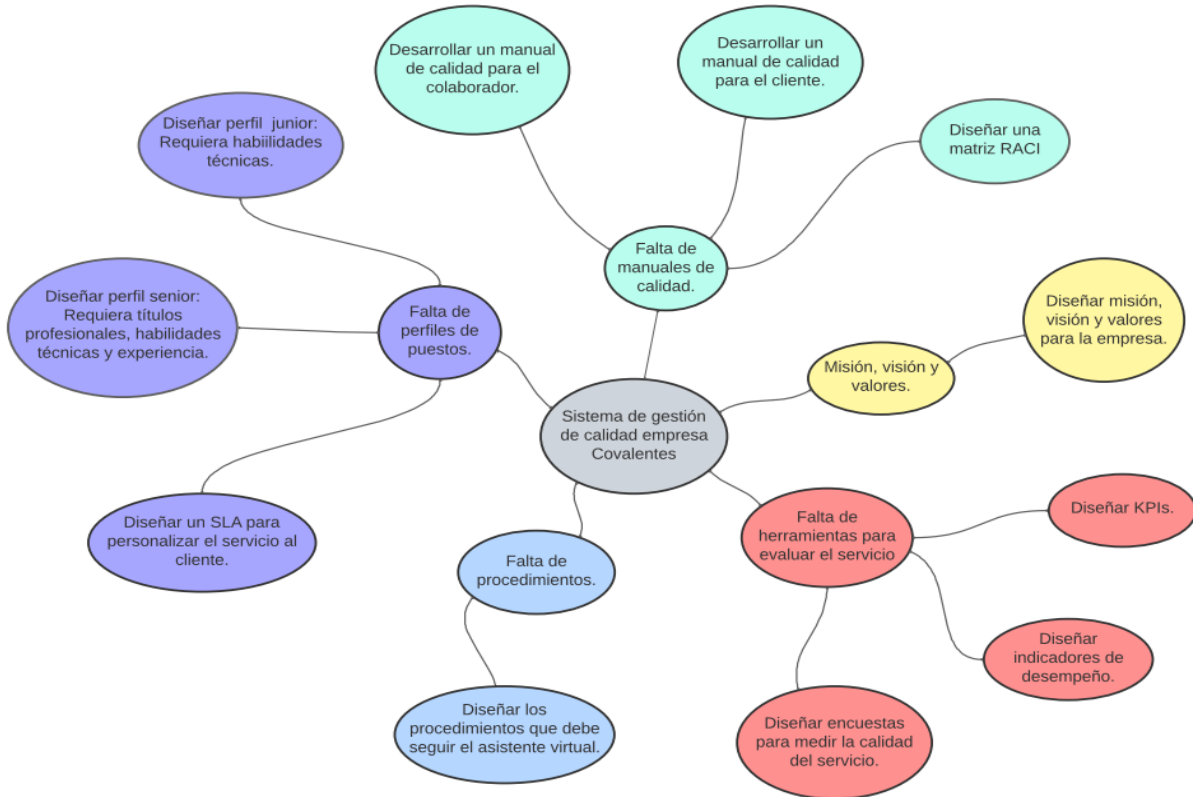 Desarrollar un manual
de calidad para el
colaborador.
Desarrollar un
manual de calidad
para el cliente.
Diseñar una
matriz RACI
Diseñar perfil junior:
Requiera habiilidades
técnicas.
Falta de
manuales de
calidad.
Diseñar perfil senior:
Requiera títulos
profesionales, habilidades
técnicas y experiencia.
Falta de
perfiles de
puestos.
Diseñar misión,
visión y valores
para la empresa.
Misión, visión y
valores.
Sistema de gestión
de calidad empresa
Covalentes
Diseñar un SLA para
personalizar el servicio al
cliente.
Falta de
procedimientos.
Falta de
herramientas para
evaluar el servicio
Diseñar KPIs.
Diseñar
indicadores de
desempeño.
Diseñar los
procedimientos que debe
seguir el asistente virtual.
Diseñar encuestas
para medir la calidad
del servicio.